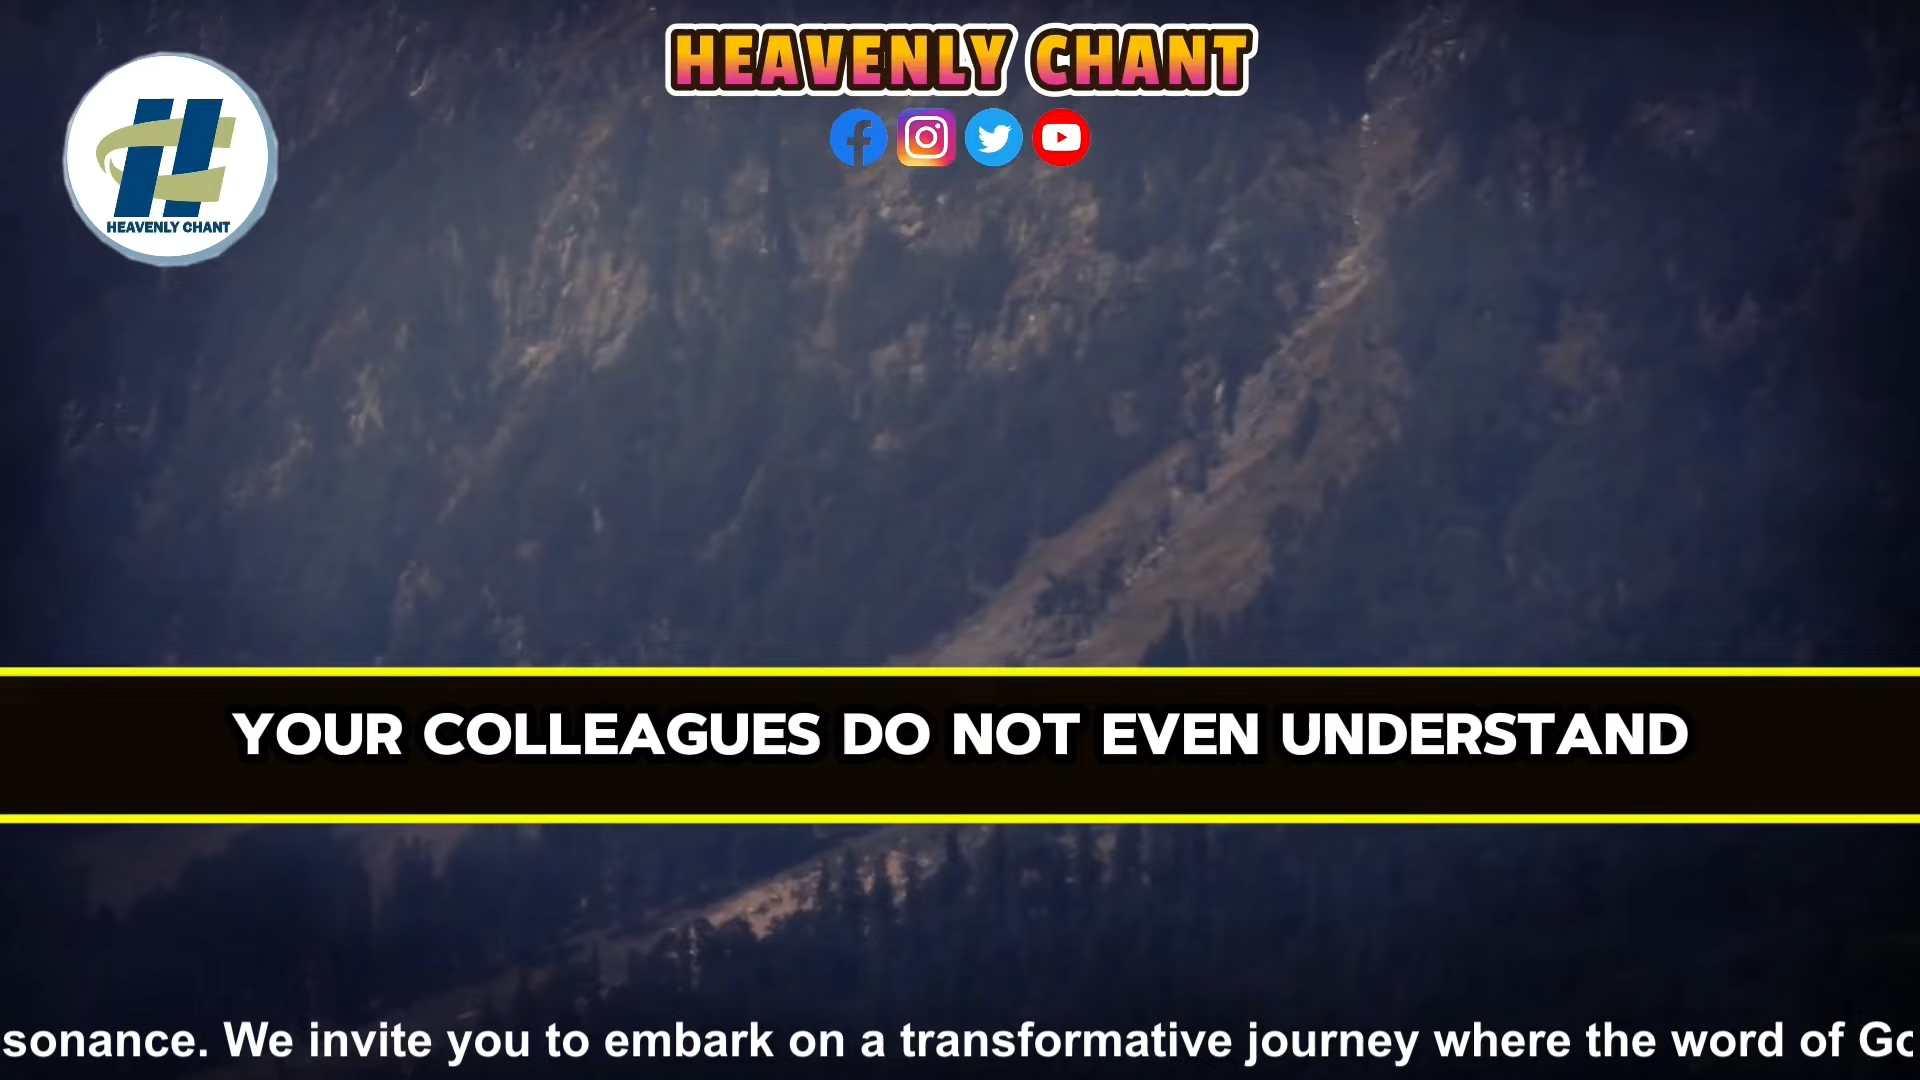 HEAVENLY CHANT
HEAVENLY CHANT
YOUR COLLEAGUES DO NOT EVEN UNDERSTAND
sonance. We invite you to embark on a transformative journey where the word of Go